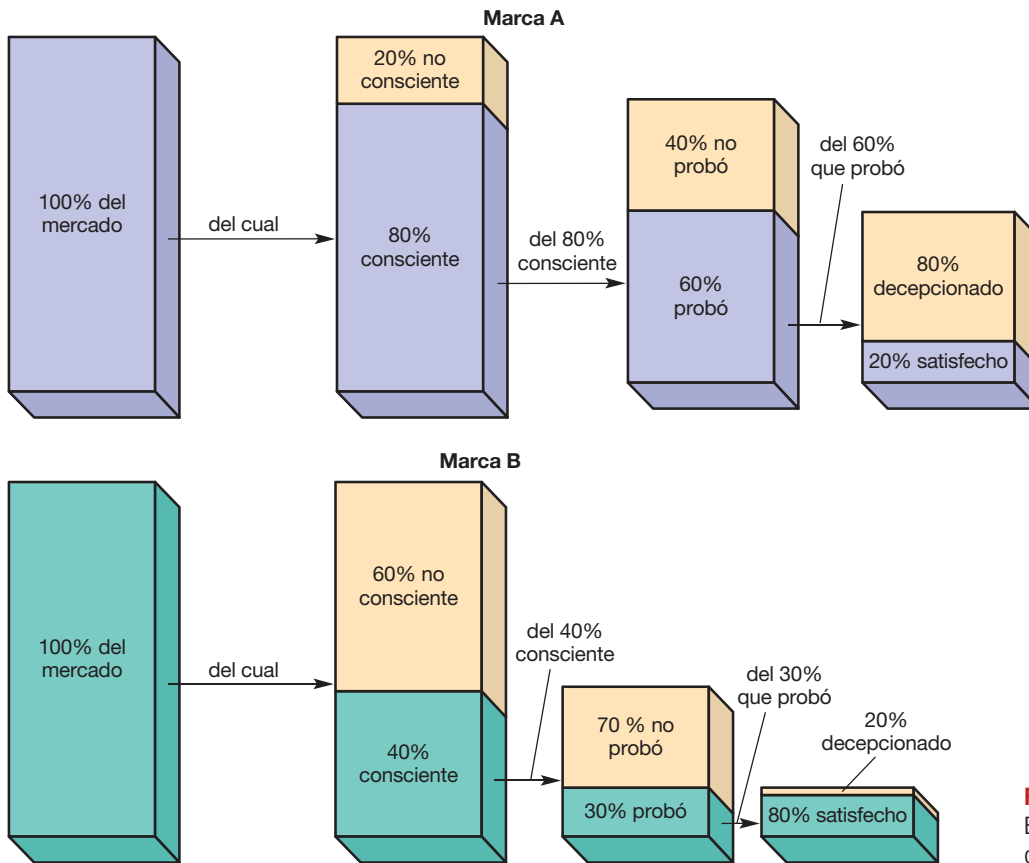 Marca A
100% del
mercado
del cual
20% no
consciente
80%
consciente
del 80%
consciente
40% no
probó
60%
probó
del 60%
que probó
80%
decepcionado
20% satisfecho
Marca B
100% del
mercado
del cual
60% no
consciente
40%
consciente
del 40%
consciente
70 % no
probó
30% probó
del 30%
que probó
20%
decepcionado
80% satisfecho